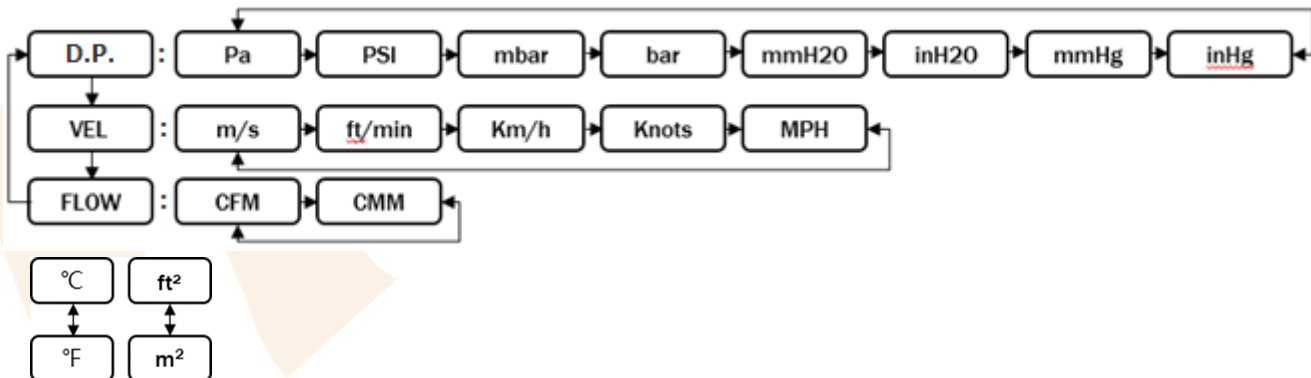 D.P. : Pa PSI mbar bar mmH2O inH2O mmHg inHg
VEL : m/s ft/min Km/h Knots MPH
FLOW : CFM CMM
℃ ft²
℉ m²